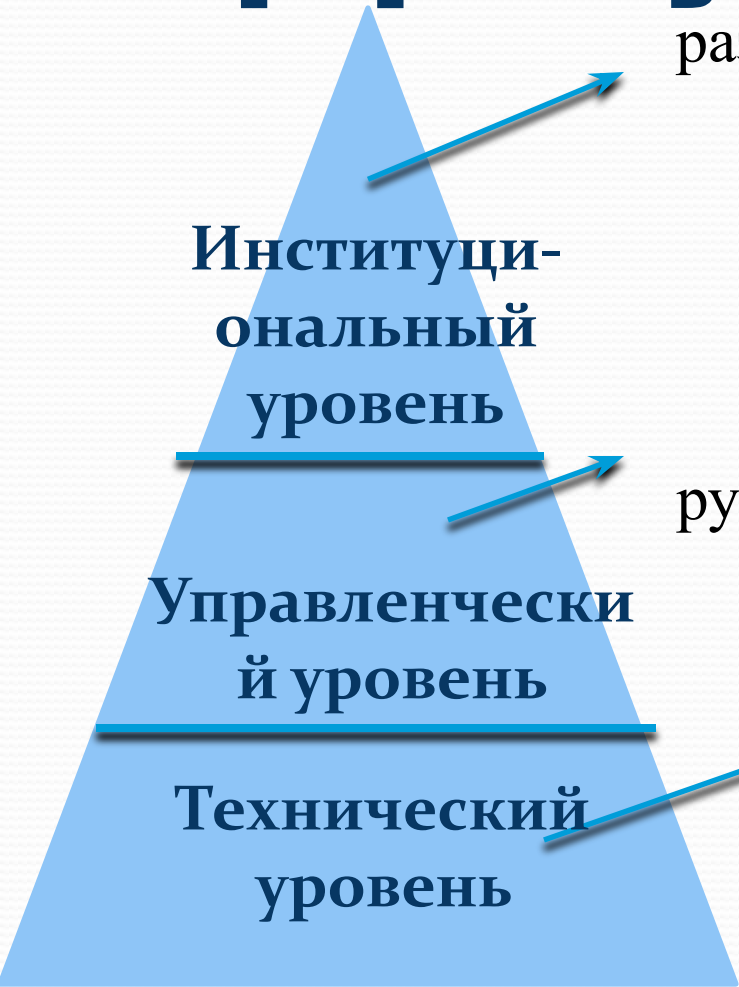 Институци-
ональный
уровень
Управленчески
й уровень
Технический
уровень